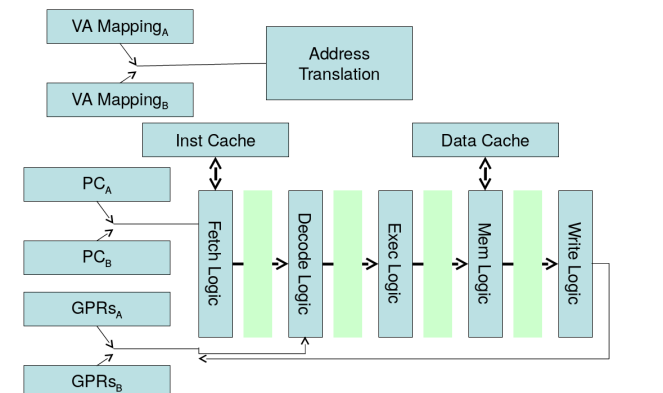 VA MappingA
Address
Translation
VA MappingB
Inst Cache
Data Cache
PCA
PCB
Fetch Logic
Decode Logic
Exec Logic
Mem Logic
Write Logic
GPRsA
GPRsB